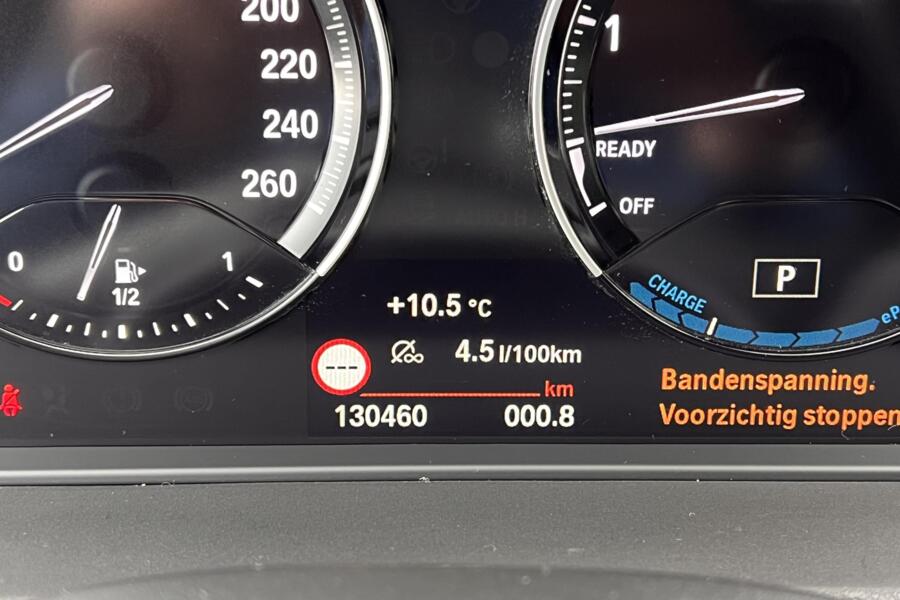 200
220
240
260
0
1
1/2
1
READY
OFF
P
CHARGE
eP
+10.5 °C
4.5 l/100km
---
km
130460
000.8
Bandenspanning.
Voorzichtig stoppen